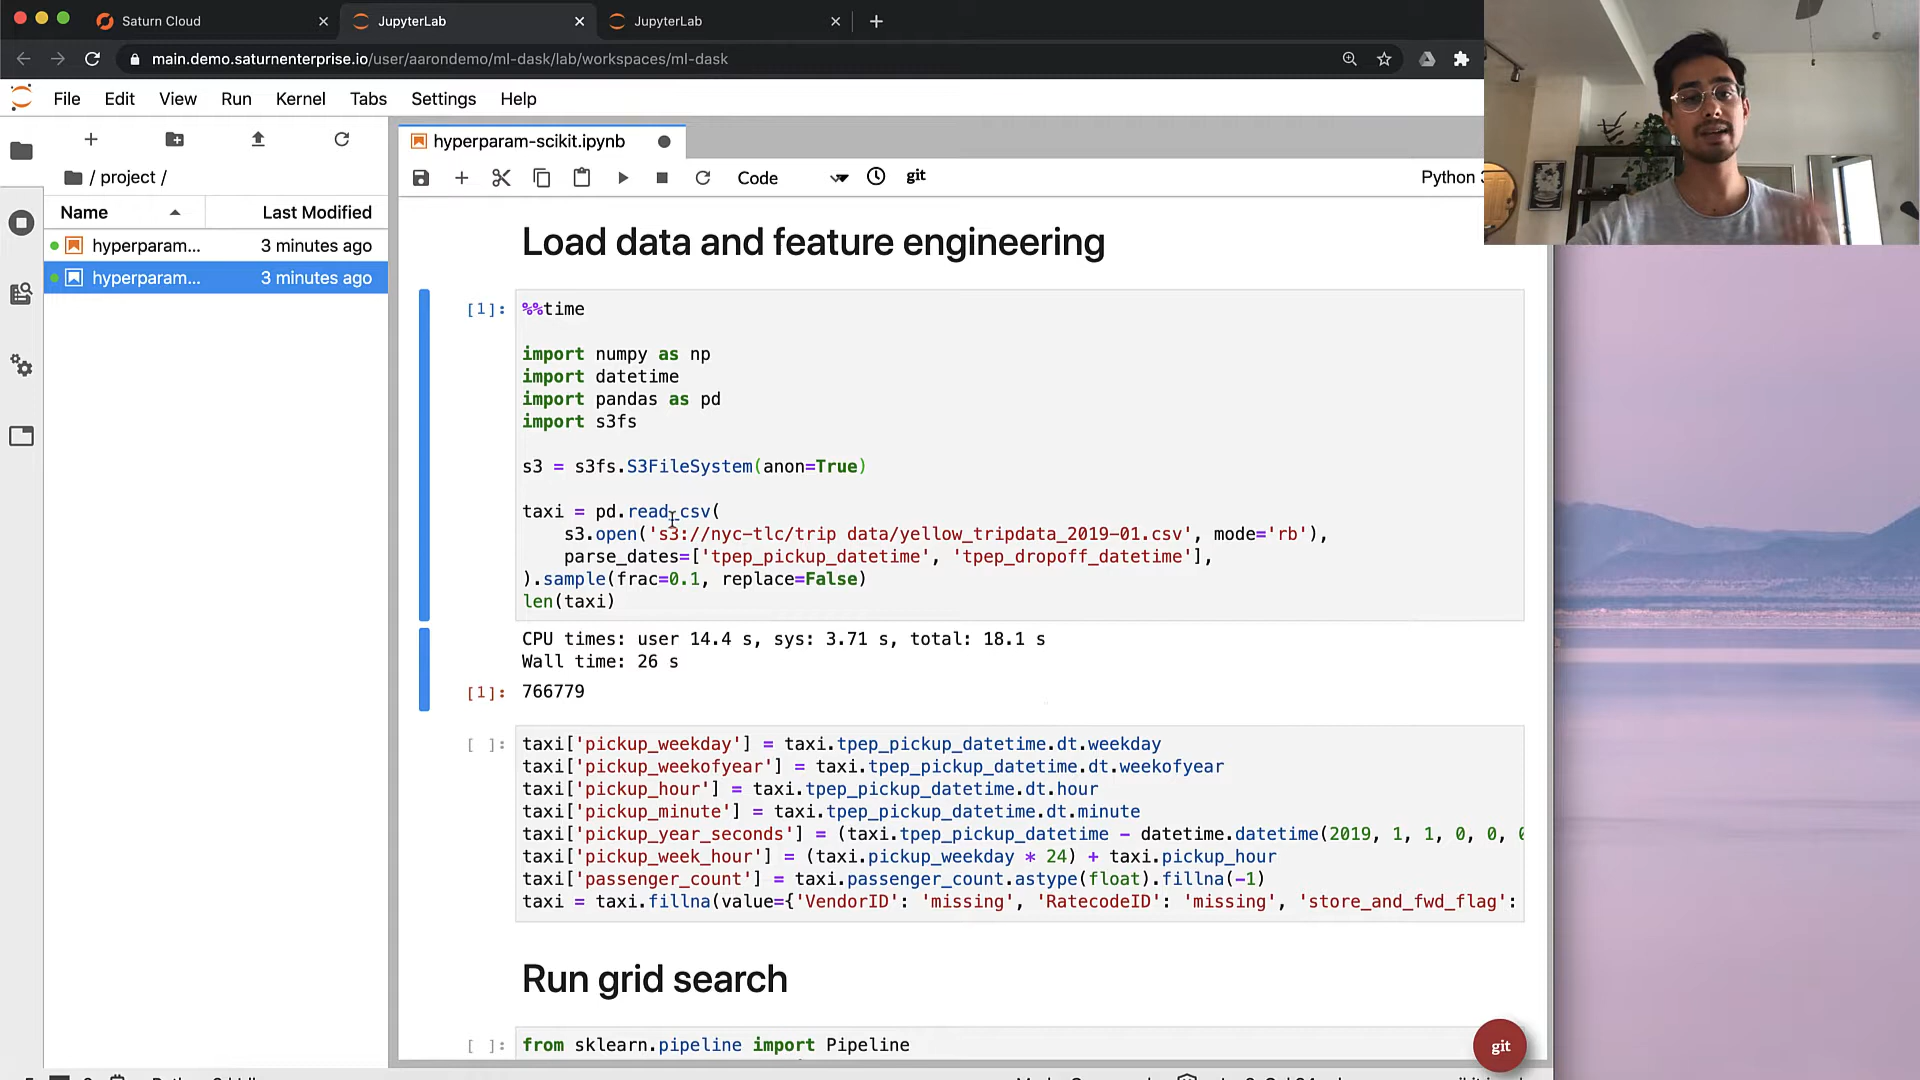 Saturn Cloud
JupyterLab
JupyterLab
main.demo.saturnenterprise.io/user/aarondemo/ml-dask/lab/workspaces/ml-dask
File Edit View Run Kernel Tabs Settings Help
hyperparam-scikit.ipynb
/ project /
Code
git
Python 3
Name
Last Modified
hyperparam... 3 minutes ago
hyperparam... 3 minutes ago
Load data and feature engineering
[1]:
%%time
import numpy as np
import datetime
import pandas as pd
import s3fs
s3 = s3fs.S3FileSystem(anon=True)
taxi = pd.read_csv(
s3.open('s3://nyc-tlc/trip data/yellow_tripdata_2019-01.csv', mode='rb'),
parse_dates=['tpep_pickup_datetime', 'tpep_dropoff_datetime'],
).sample(frac=0.1, replace=False)
len(taxi)
CPU times: user 14.4 s, sys: 3.71 s, total: 18.1 s
Wall time: 26 s
[1]: 766779
[ ]:
taxi['pickup_weekday'] = taxi.tpep_pickup_datetime.dt.weekday
taxi['pickup_weekofyear'] = taxi.tpep_pickup_datetime.dt.weekofyear
taxi['pickup_hour'] = taxi.tpep_pickup_datetime.dt.hour
taxi['pickup_minute'] = taxi.tpep_pickup_datetime.dt.minute
taxi['pickup_year_seconds'] = (taxi.tpep_pickup_datetime - datetime.datetime(2019, 1, 1, 0, 0, 0
taxi['pickup_week_hour'] = (taxi.pickup_weekday * 24) + taxi.pickup_hour
taxi['passenger_count'] = taxi.passenger_count.astype(float).fillna(-1)
taxi = taxi.fillna(value={'VendorID': 'missing', 'RatecodeID': 'missing', 'store_and_fwd_flag':
Run grid search
[ ]:
from sklearn.pipeline import Pipeline
git